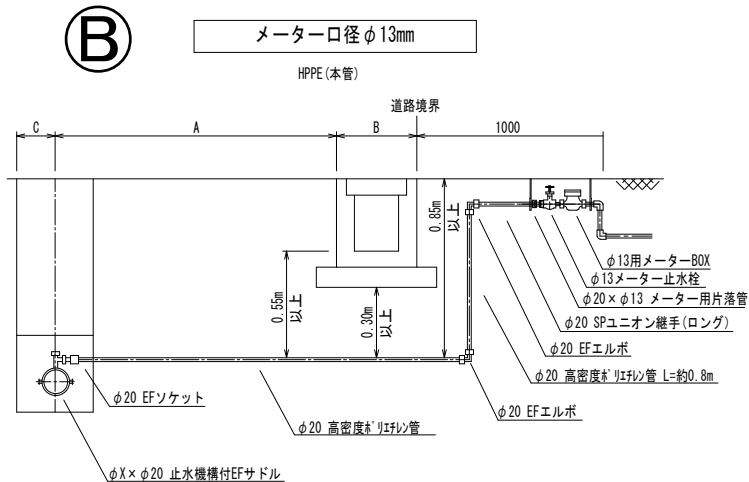 B
メーター口径φ13mm
HPPE(本管)
道路境界
C
A
B
1000
0.85m
以上
0.55m
以上
0.30m
以上
φ13用メーターBOX
φ13メーター止水栓
φ20×φ13 メーター用片落管
φ20 SPユニオン継手(ロング)
φ20 EFエルボ
φ20 高密度ﾎﾟﾘｴﾁﾚﾝ管 L=約0.8m
φ20 EFソケット
φ20 EFエルボ
φ20 高密度ﾎﾟﾘｴﾁﾚﾝ管
φX×φ20 止水機構付EFサドル